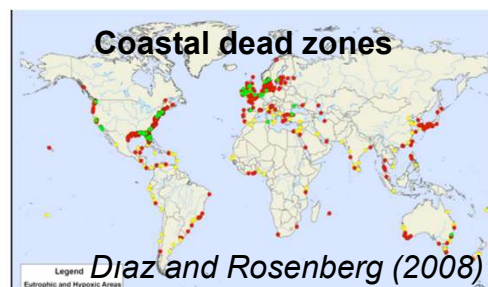 Coastal dead zones
Diaz and Rosenberg (2008)
Legend
Eutrophic and Hypoxic Areas